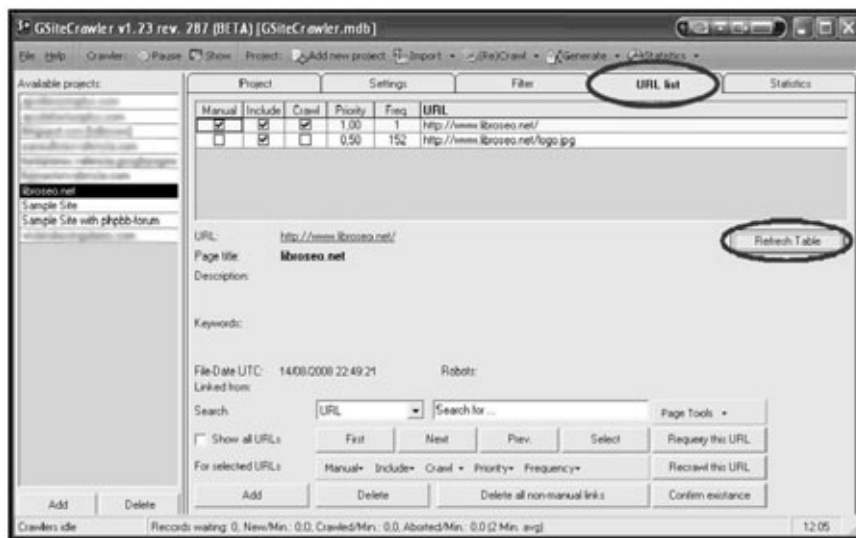 GSiteCrawler v1.23 rev. 287 (BETA) [GSiteCrawler.mdb]
File Help Crawler: Pause Show Project: Add new project Import (Re)Crawl Generate Statistics
Available projects:
libroseo.net
Sample Site
Sample Site with phpbb-forum
Add Delete
Project Settings Filter URL list Statistics
Manual Include Crawl Priority Freq URL
1,00 1 http://www.libroseo.net/
0,50 152 http://www.libroseo.net/logo.jpg
URL: http://www.libroseo.net/
Refresh Table
Page title: libroseo.net
Description:
Keywords:
File-Date UTC: 14/08/2008 22:49:21 Robots:
Linked from:
Search URL Search for ... Page Tools
Show all URLs First Next Prev. Select Requery this URL
For selected URLs Manual Include Crawl Priority Frequency Recrawl this URL
Add Delete Delete all non-manual links Confirm existance
Crawlers idle Records waiting: 0, New/Min.: 0,0, Crawled/Min.: 0,0, Aborted/Min.: 0,0 (2 Min. avg) 12:05